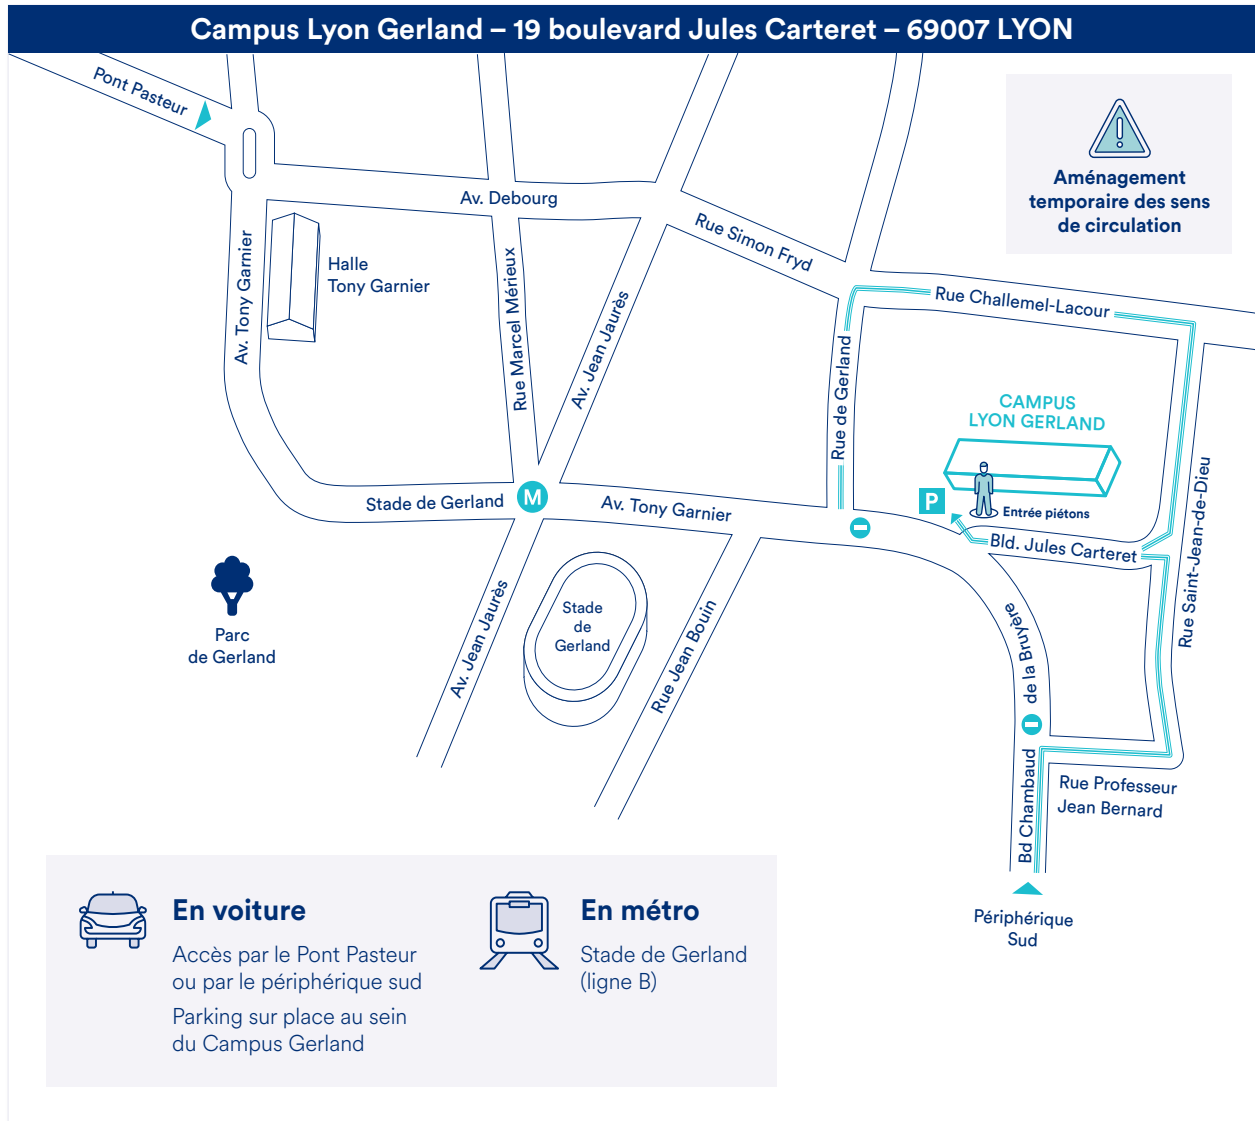 Campus Lyon Gerland – 19 boulevard Jules Carteret – 69007 LYON
Pont Pasteur
Aménagement
temporaire des sens
de circulation
Av. Debourg
Rue Simon Fryd
Halle
Tony Garnier
Av. Tony Garnier
Rue Marcel Mérieux
Av. Jean Jaurès
Rue Challemel-Lacour
Rue de Gerland
CAMPUS
LYON GERLAND
P
Entrée piétons
Stade de Gerland
M
Av. Tony Garnier
Bld. Jules Carteret
Rue Saint-Jean-de-Dieu
Parc
de Gerland
Av. Jean Jaurès
Stade
de
Gerland
Rue Jean Bouin
de la Bruyère
Bd Chambaud
Rue Professeur
Jean Bernard
Périphérique
Sud
En voiture
Accès par le Pont Pasteur
ou par le périphérique sud
Parking sur place au sein
du Campus Gerland
En métro
Stade de Gerland
(ligne B)